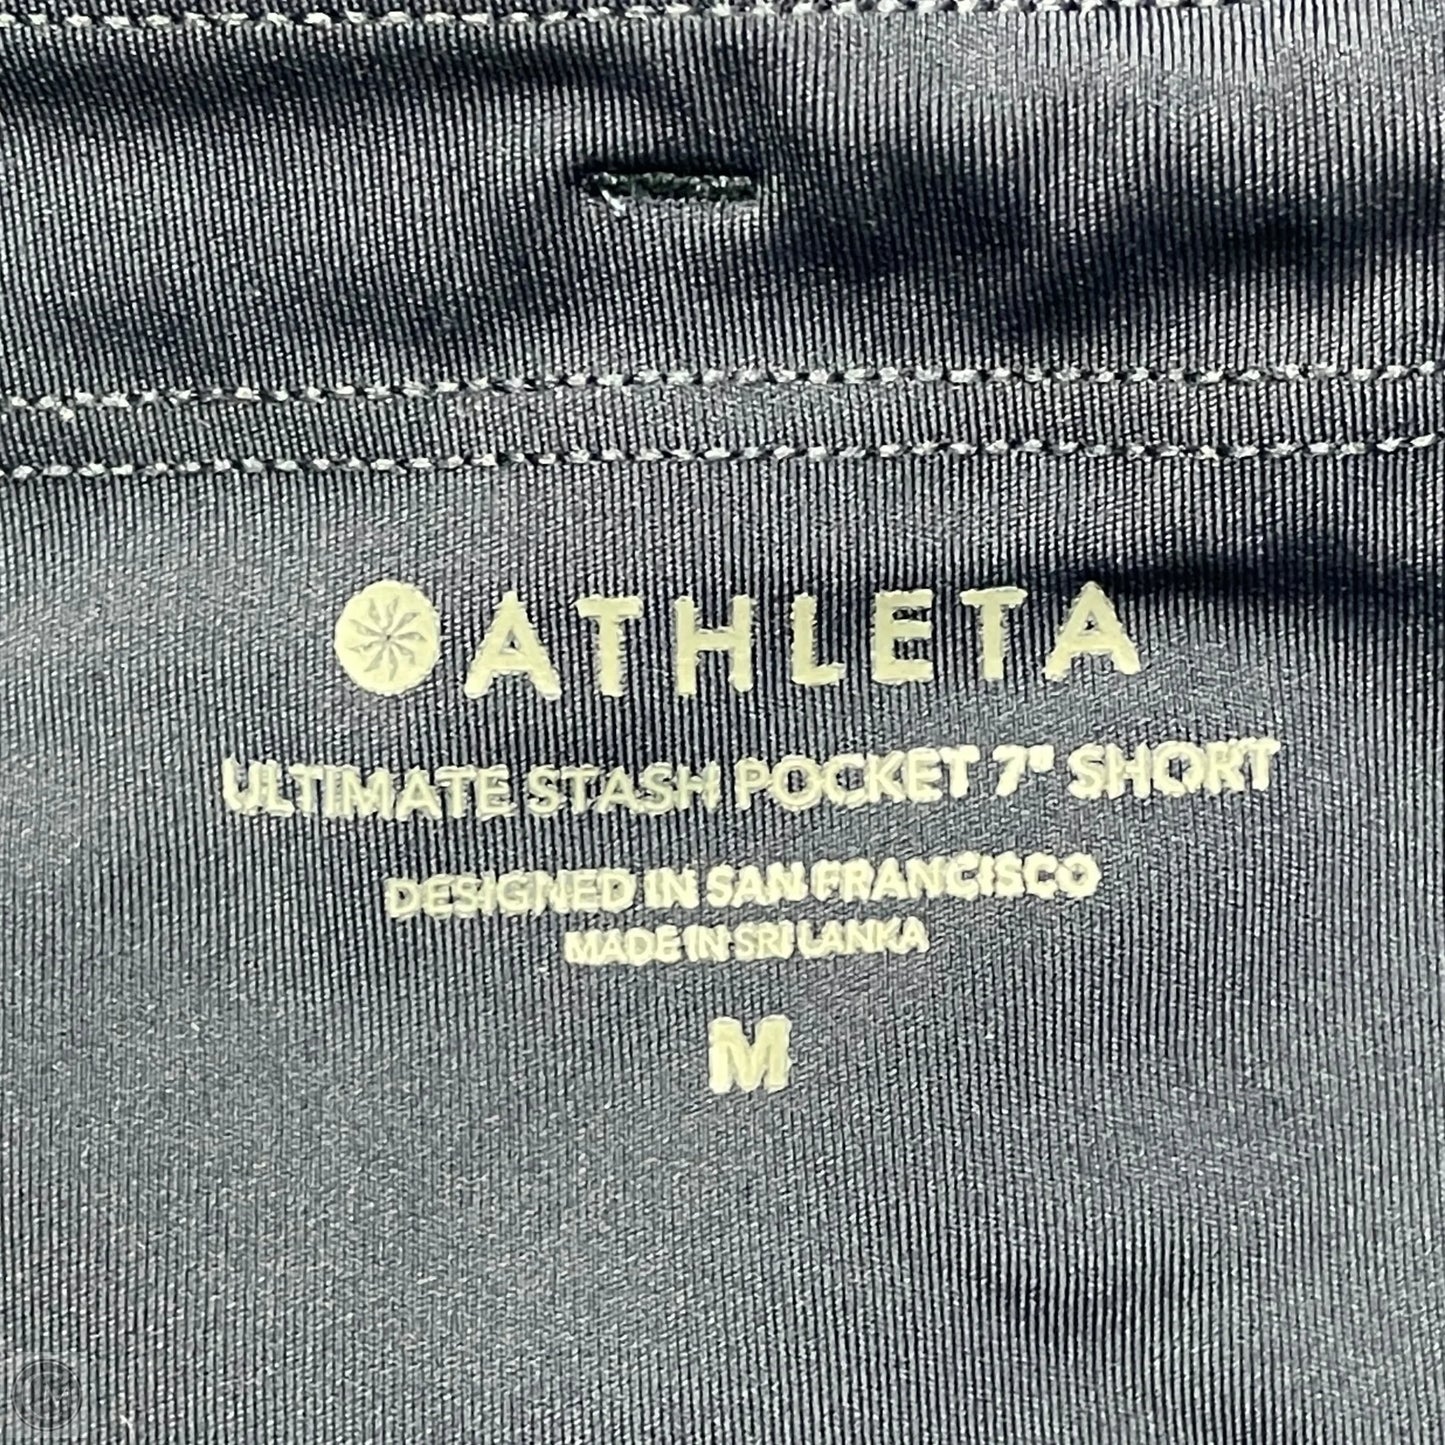 ATHLETA
ULTIMATE STASH POCKET 7" SHORT
DESIGNED IN SAN FRANCISCO
MADE IN SRI LANKA
M